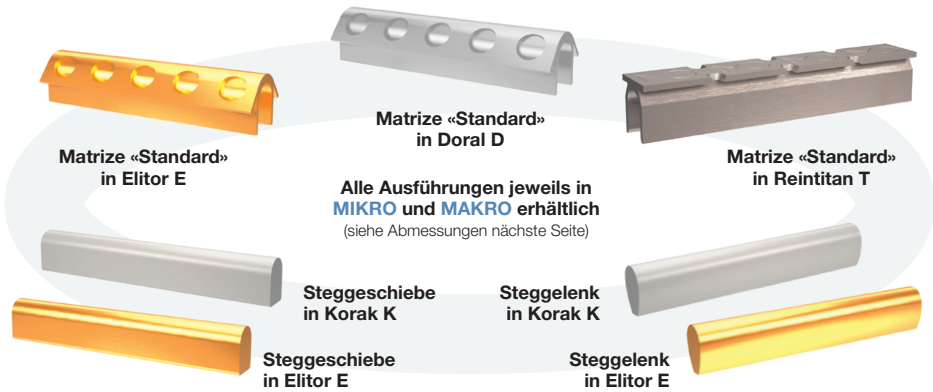 Matrize «Standard»
in Elitor E
Matrize «Standard»
in Doral D
Matrize «Standard»
in Reintitan T
Alle Ausführungen jeweils in
MIKRO und MAKRO erhältlich
(siehe Abmessungen nächste Seite)
Steggeschiebe
in Korak K
Steggelenk
in Korak K
Steggeschiebe
in Elitor E
Steggelenk
in Elitor E